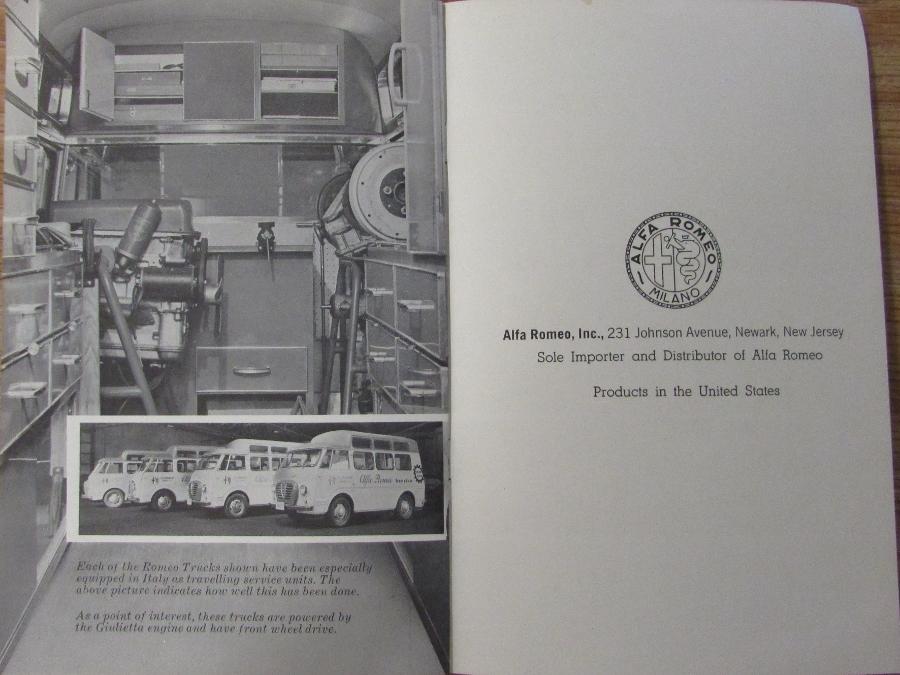 Alfa Romeo
Each of the Romeo Trucks shown have been especially
equipped in Italy as travelling service units. The
above picture indicates how well this has been done.
As a point of interest, these trucks are powered by
the Giulietta engine and have front wheel drive.
ALFA ROMEO
MILANO
Alfa Romeo, Inc., 231 Johnson Avenue, Newark, New Jersey
Sole Importer and Distributor of Alfa Romeo
Products in the United States